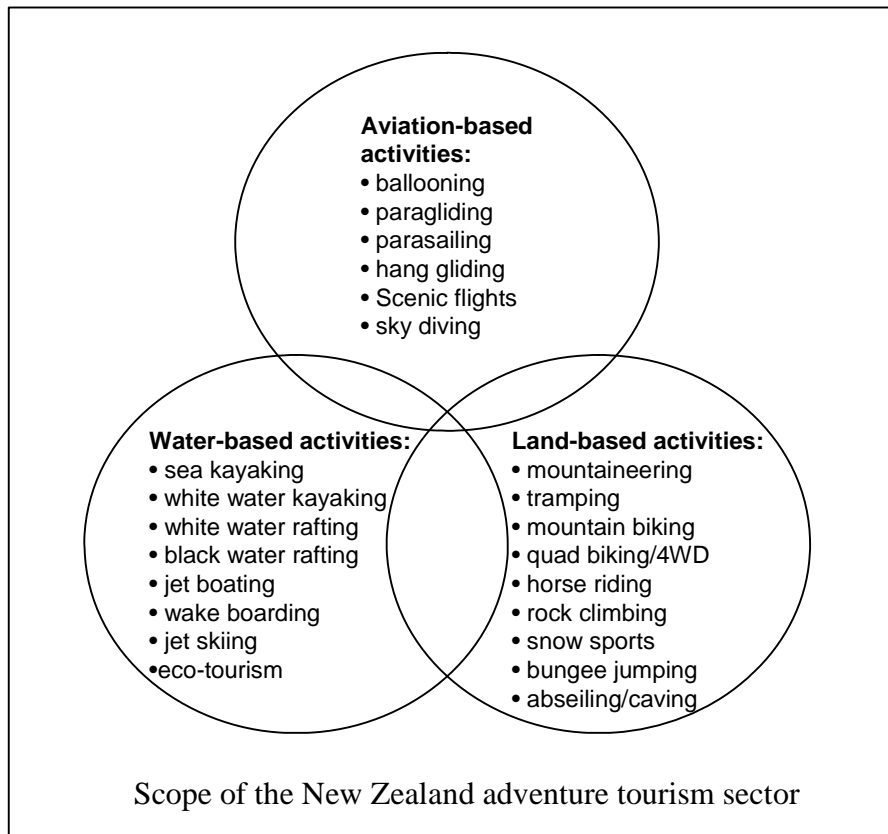 Aviation-based
activities:
• ballooning
• paragliding
• parasailing
• hang gliding
• Scenic flights
• sky diving
Water-based activities:
• sea kayaking
• white water kayaking
• white water rafting
• black water rafting
• jet boating
• wake boarding
• jet skiing
•eco-tourism
Land-based activities:
• mountaineering
• tramping
• mountain biking
• quad biking/4WD
• horse riding
• rock climbing
• snow sports
• bungee jumping
• abseiling/caving
Scope of the New Zealand adventure tourism sector